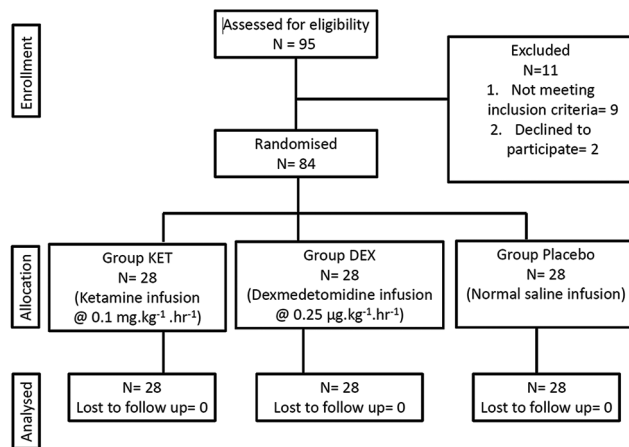 Enrollment
Assessed for eligibility
N = 95
Excluded
N=11
1. Not meeting
inclusion criteria= 9
2. Declined to
participate= 2
Randomised
N= 84
Allocation
Group KET
N= 28
(Ketamine infusion
@ 0.1 mg.kg⁻¹ .hr⁻¹)
Group DEX
N= 28
(Dexmedetomidine infusion
@ 0.25 µg.kg⁻¹.hr⁻¹)
Group Placebo
N= 28
(Normal saline infusion)
Analysed
N= 28
Lost to follow up= 0
N= 28
Lost to follow up= 0
N= 28
Lost to follow up= 0